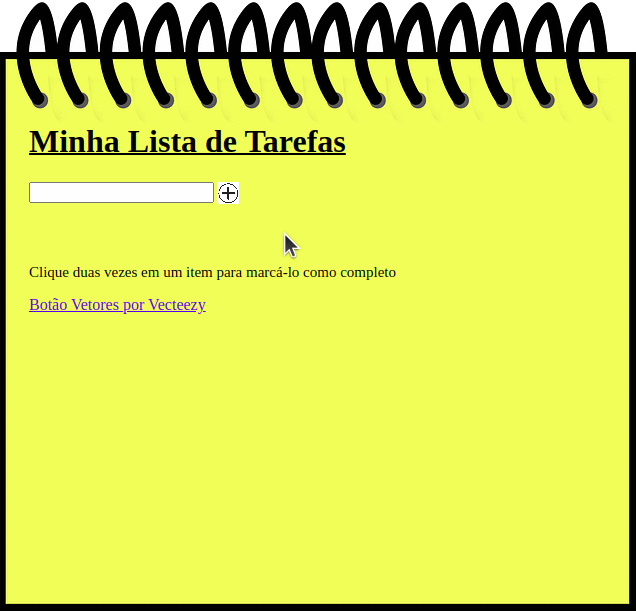 Minha Lista de Tarefas
Clique duas vezes em um item para marcá-lo como completo
Botão Vetores por Vecteezy